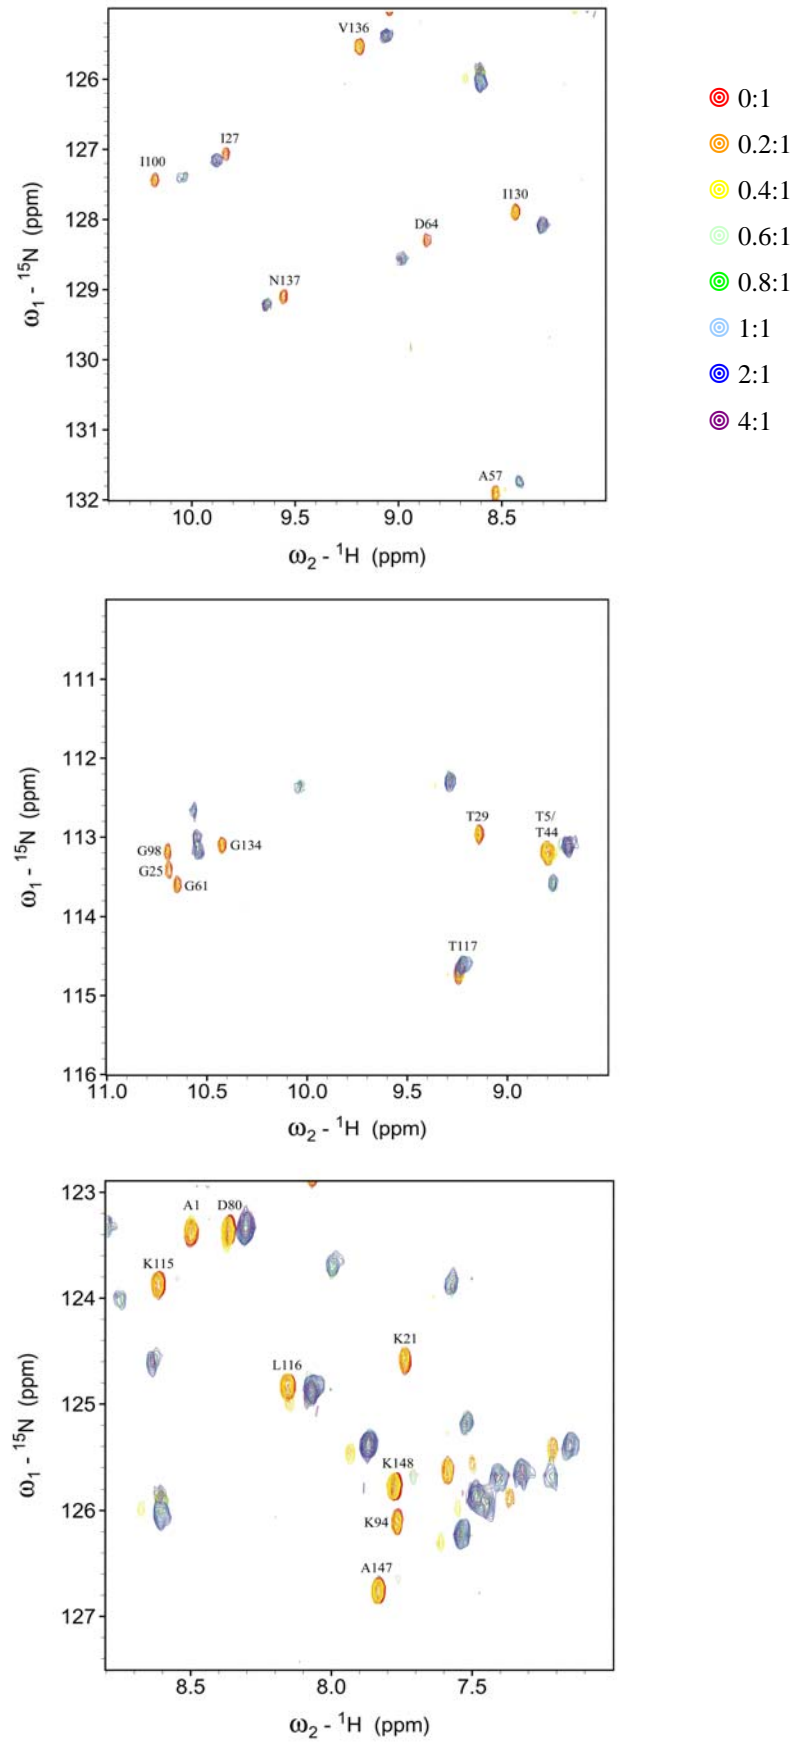 V136
126
0:1
127
I27
0.2:1
I100
0.4:1
128
I130
D64
0.6:1
129
N137
0.8:1
130
1:1
131
2:1
A57
4:1
132
10.0 9.5 9.0 8.5
ω₁ - ¹⁵N (ppm)
ω₂ - ¹H (ppm)
111
112
T29 T5/
T44
113
G98 G134
G25
G61
114
T117
115
116
11.0 10.5 10.0 9.5 9.0
ω₁ - ¹⁵N (ppm)
ω₂ - ¹H (ppm)
123
A1 D80
K115
124
K21
L116
125
K148
126
K94
A147
127
8.5 8.0 7.5
ω₁ - ¹⁵N (ppm)
ω₂ - ¹H (ppm)